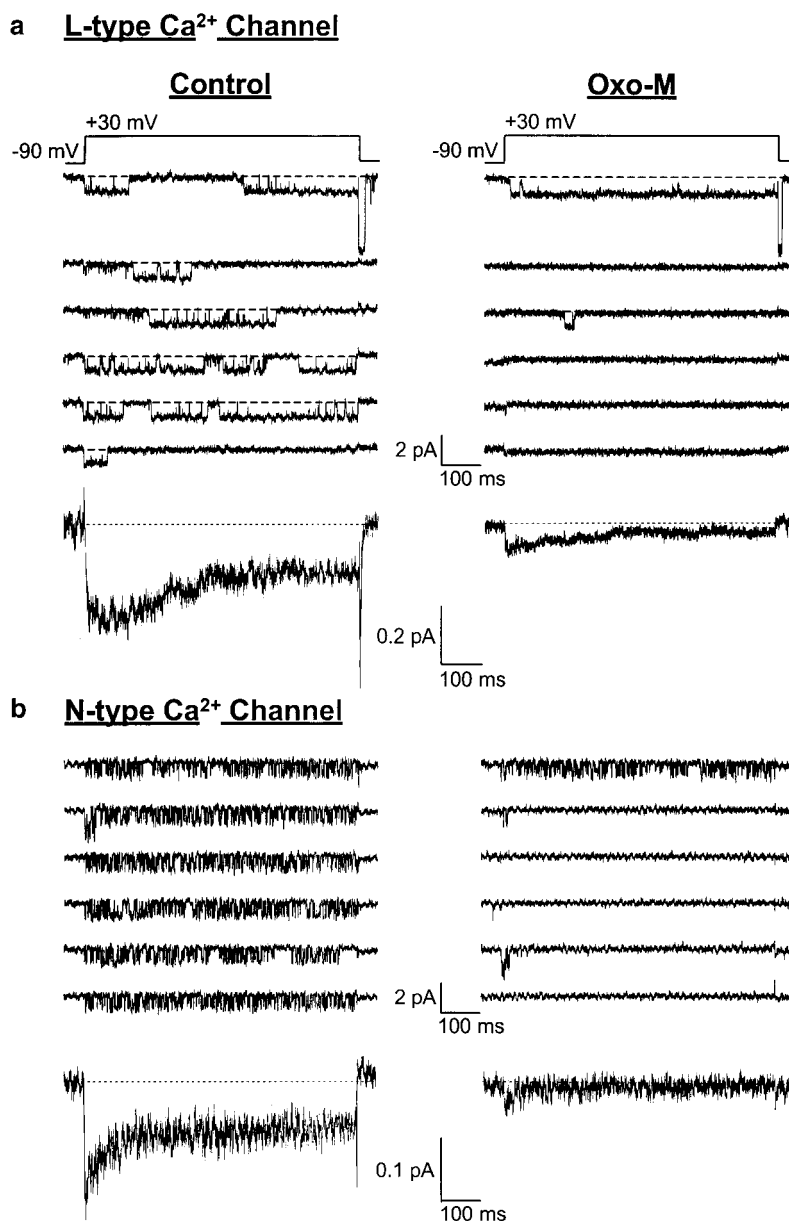 a L-type Ca²⁺ Channel
Control
Oxo-M
+30 mV
-90 mV
+30 mV
-90 mV
2 pA
100 ms
0.2 pA
100 ms
b N-type Ca²⁺ Channel
2 pA
100 ms
0.1 pA
100 ms